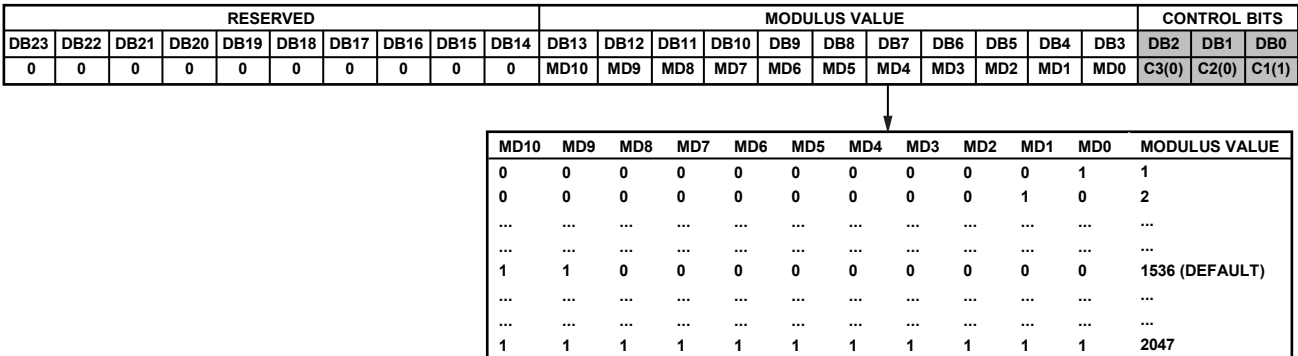 RESERVED MODULUS VALUE CONTROL BITS
DB23 DB22 DB21 DB20 DB19 DB18 DB17 DB16 DB15 DB14 DB13 DB12 DB11 DB10 DB9 DB8 DB7 DB6 DB5 DB4 DB3 DB2 DB1 DB0
0 0 0 0 0 0 0 0 0 0 MD10 MD9 MD8 MD7 MD6 MD5 MD4 MD3 MD2 MD1 MD0 C3(0) C2(0) C1(1)
MD10 MD9 MD8 MD7 MD6 MD5 MD4 MD3 MD2 MD1 MD0 MODULUS VALUE
0 0 0 0 0 0 0 0 0 0 1 1
0 0 0 0 0 0 0 0 0 1 0 2
... ... ... ... ... ... ... ... ... ... ... ...
... ... ... ... ... ... ... ... ... ... ... ...
1 1 0 0 0 0 0 0 0 0 0 1536 (DEFAULT)
... ... ... ... ... ... ... ... ... ... ... ...
... ... ... ... ... ... ... ... ... ... ... ...
1 1 1 1 1 1 1 1 1 1 1 2047